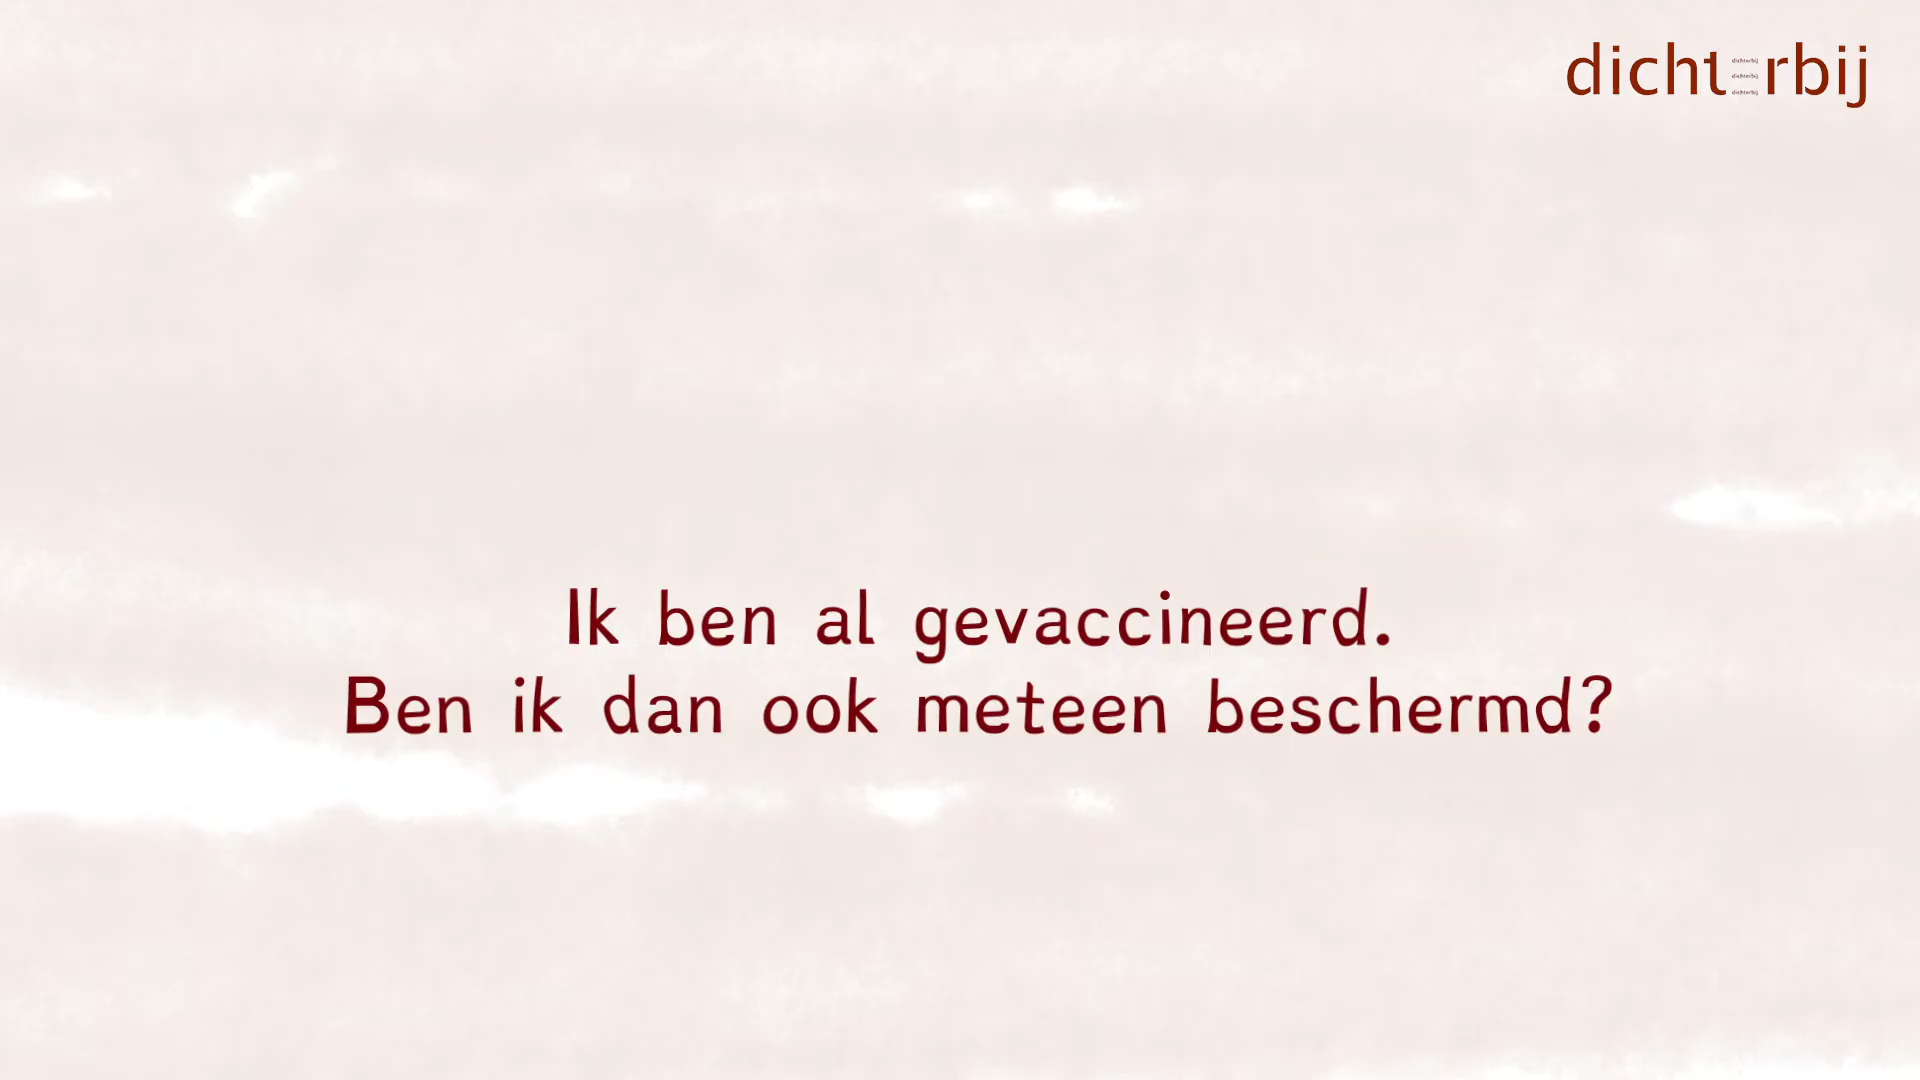 dichterbij
Ik ben al gevaccineerd.
Ben ik dan ook meteen beschermd?